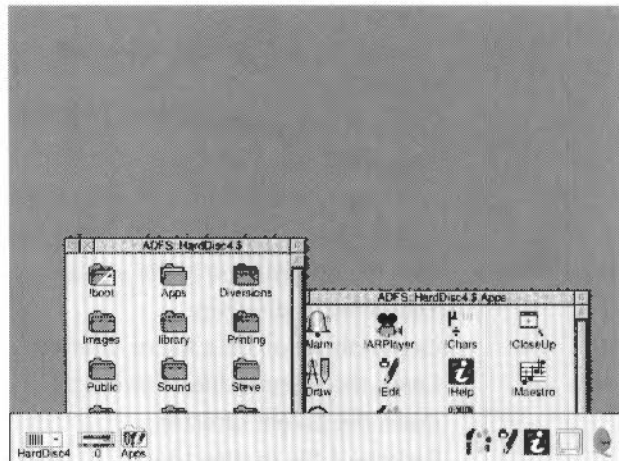 ADFS::HardDisc4.$
!boot Apps Diversions
Images library Printing
Public Sound Steve
ADFS::HardDisc4.$.Apps
!Alarm !ARPlayer !Chars !CloseUp
!Draw !Edit !Help !Maestro
HardDisc4 :0 Apps